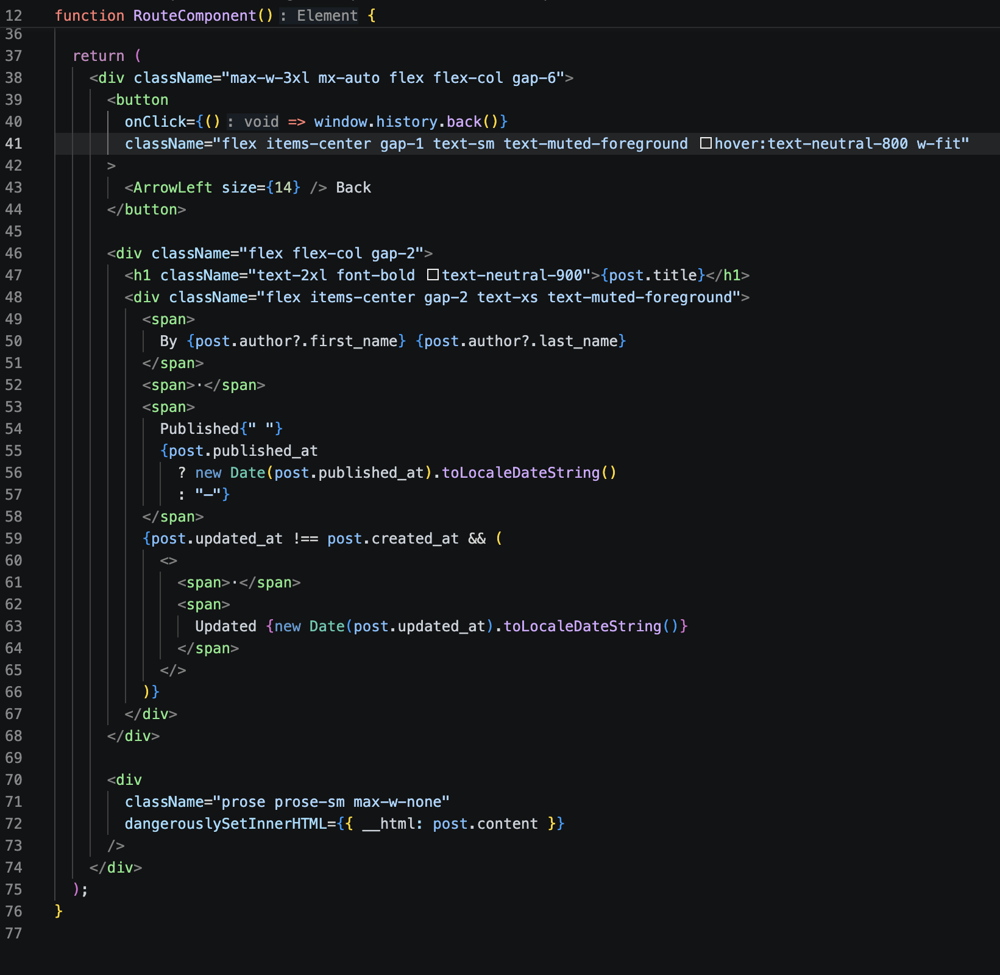 12 function RouteComponent(): Element {
36
37 return (
38 <div className="max-w-3xl mx-auto flex flex-col gap-6">
39 <button
40 onClick={(): void => window.history.back()}
41 className="flex items-center gap-1 text-sm text-muted-foreground hover:text-neutral-800 w-fit"
42 >
43 <ArrowLeft size={14} /> Back
44 </button>
45
46 <div className="flex flex-col gap-2">
47 <h1 className="text-2xl font-bold text-neutral-900">{post.title}</h1>
48 <div className="flex items-center gap-2 text-xs text-muted-foreground">
49 <span>
50 By {post.author?.first_name} {post.author?.last_name}
51 </span>
52 <span>·</span>
53 <span>
54 Published{" "}
55 {post.published_at
56 ? new Date(post.published_at).toLocaleDateString()
57 : "—"}
58 </span>
59 {post.updated_at !== post.created_at && (
60 <>
61 <span>·</span>
62 <span>
63 Updated {new Date(post.updated_at).toLocaleDateString()}
64 </span>
65 </>
66 )}
67 </div>
68 </div>
69
70 <div
71 className="prose prose-sm max-w-none"
72 dangerouslySetInnerHTML={{ __html: post.content }}
73 />
74 </div>
75 );
76 }
77